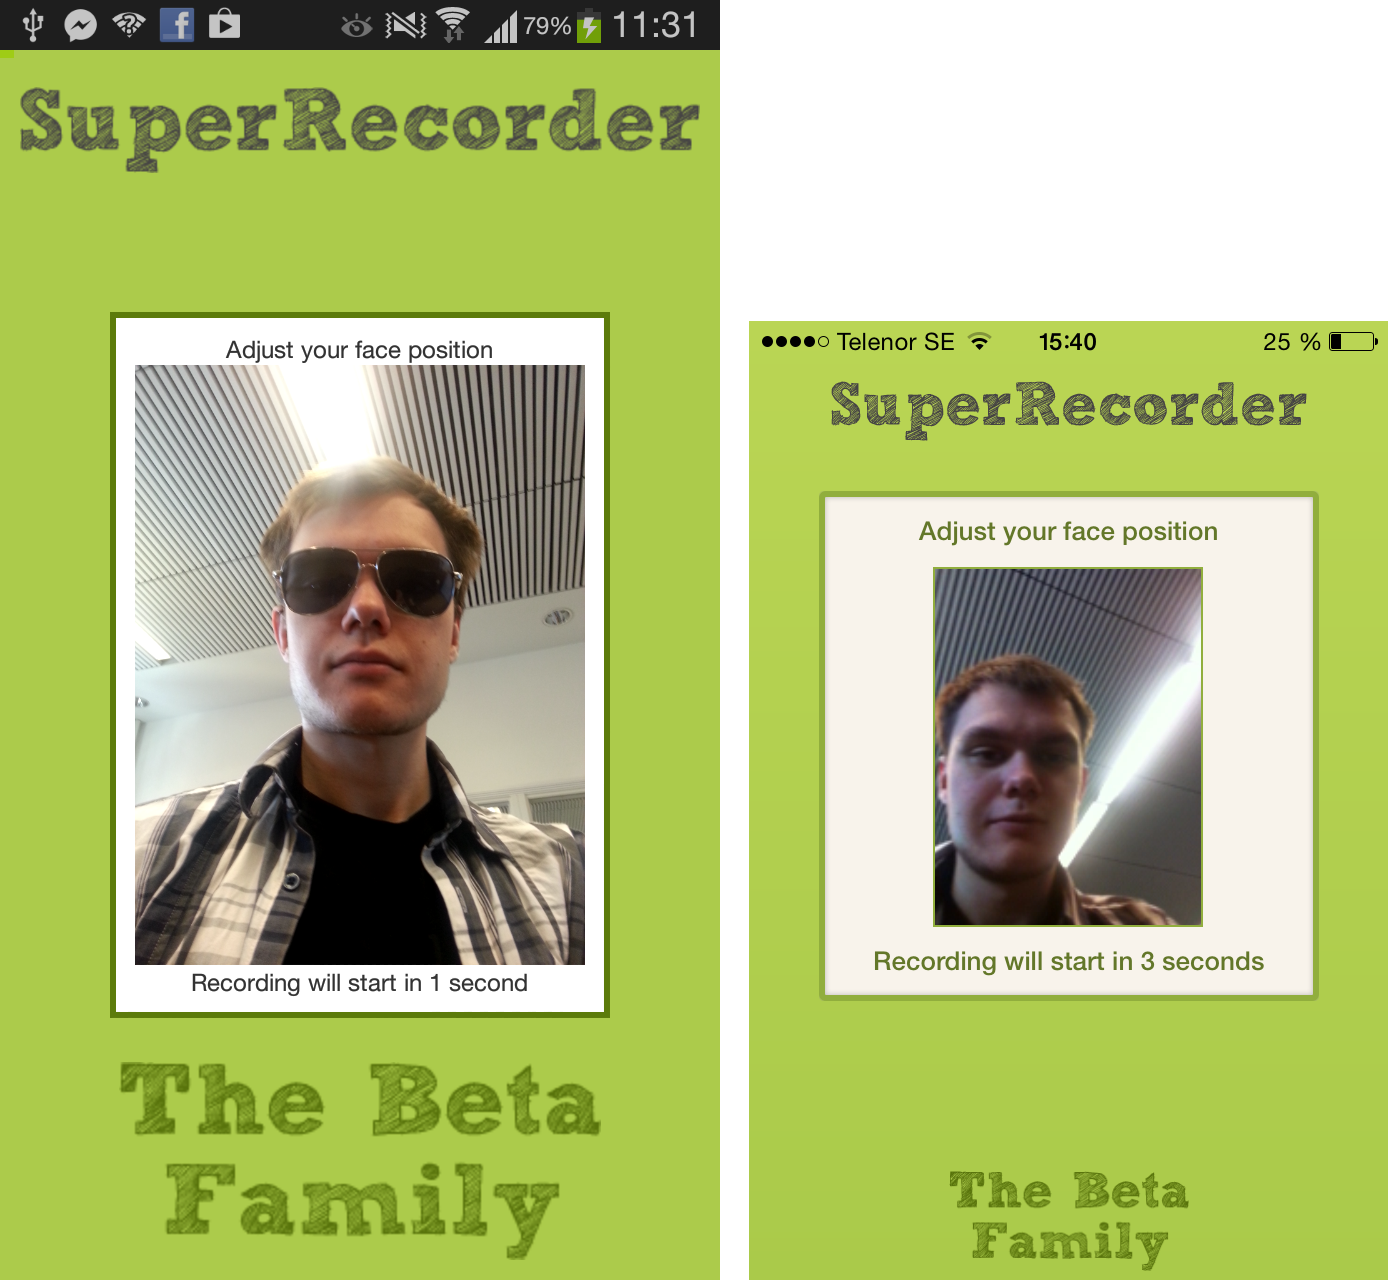 79% 11:31
SuperRecorder
Adjust your face position
Recording will start in 1 second
The Beta
Family
Telenor SE 15:40 25 %
SuperRecorder
Adjust your face position
Recording will start in 3 seconds
The Beta
Family